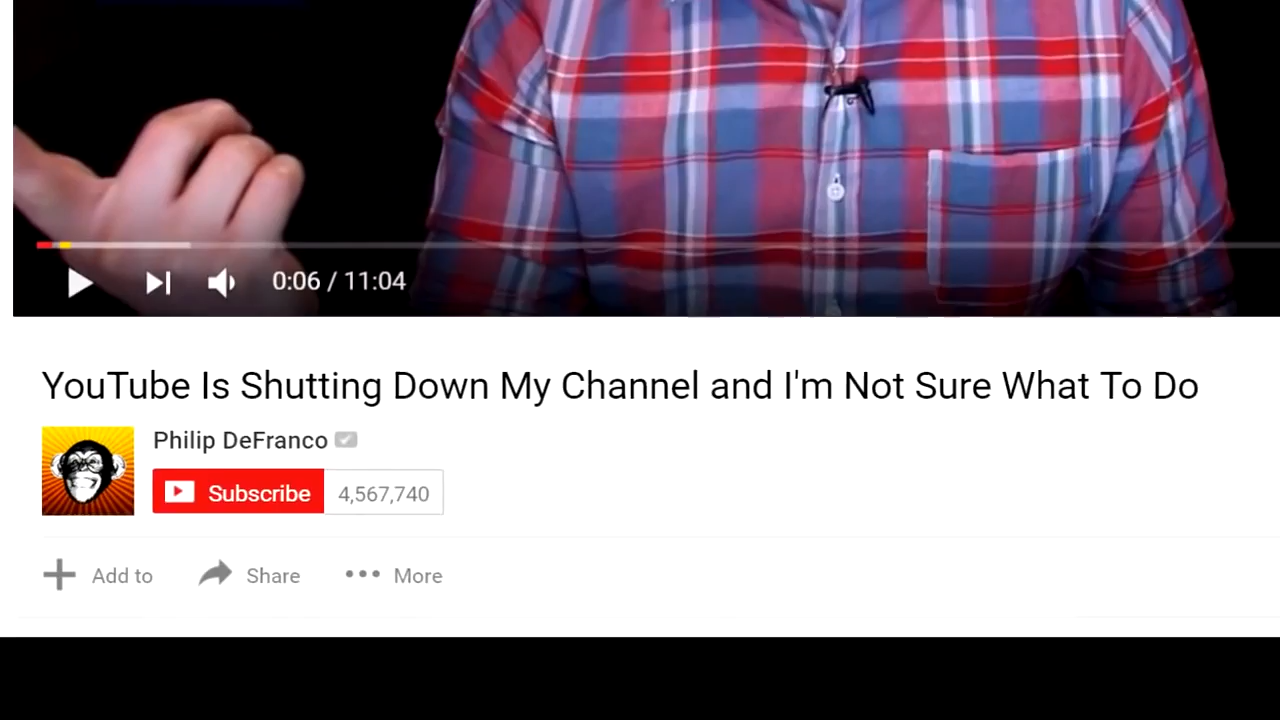 0:06 / 11:04
YouTube Is Shutting Down My Channel and I'm Not Sure What To Do
Philip DeFranco
Subscribe 4,567,740
Add to Share More